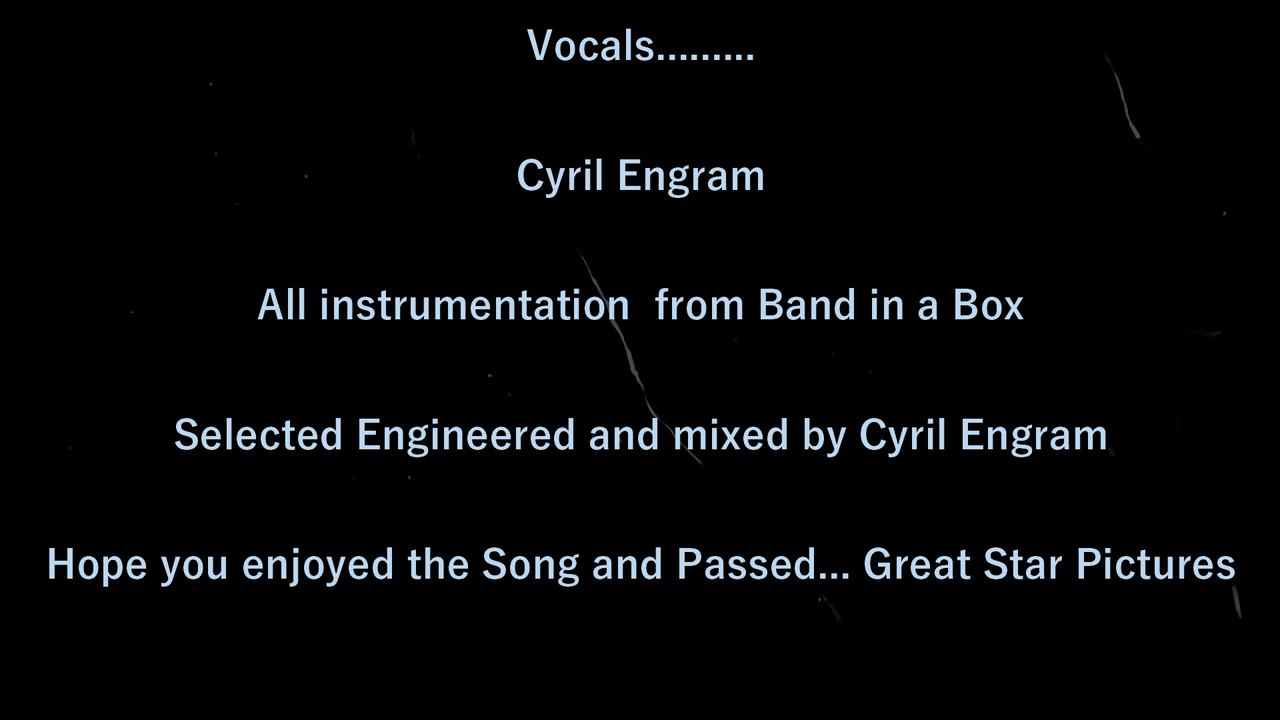 Vocals.........
Cyril Engram
All instrumentation  from Band in a Box
Selected Engineered and mixed by Cyril Engram
Hope you enjoyed the Song and Passed... Great Star Pictures